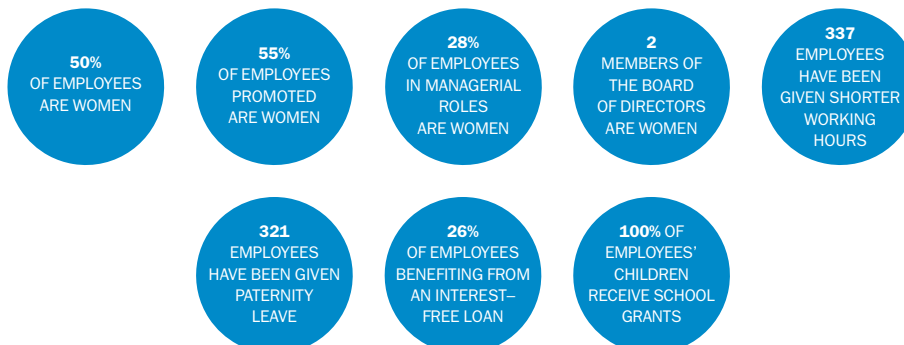 50%
OF EMPLOYEES
ARE WOMEN
55%
OF EMPLOYEES
PROMOTED
ARE WOMEN
28%
OF EMPLOYEES
IN MANAGERIAL
ROLES
ARE WOMEN
2
MEMBERS OF
THE BOARD
OF DIRECTORS
ARE WOMEN
337
EMPLOYEES
HAVE BEEN
GIVEN SHORTER
WORKING
HOURS
321
EMPLOYEES
HAVE BEEN GIVEN
PATERNITY
LEAVE
26%
OF EMPLOYEES
BENEFITING FROM
AN INTEREST–
FREE LOAN
100% OF
EMPLOYEES’
CHILDREN
RECEIVE SCHOOL
GRANTS